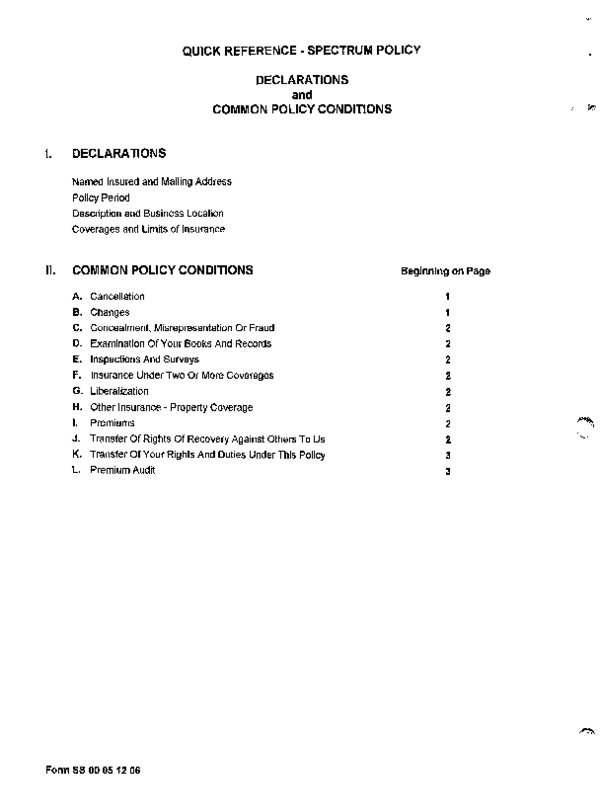 QUICK REFERENCE - SPECTRUM POLICY
DECLARATIONS
and
COMMON POLICY CONDITIONS
I. DECLARATIONS
Named Insured and Mailing Address
Policy Period
Description and Business Location
Coverages and Limits of Insurance
II. COMMON POLICY CONDITIONS Beginning on Page
A. Cancellation 1
B. Changes 1
C. Concealment, Misrepresentation Or Fraud 2
D. Examination Of Your Books And Records 2
E. Inspections And Surveys 2
F. Insurance Under Two Or More Coverages 2
G. Liberalization 2
H. Other Insurance - Property Coverage 2
I. Premiums 2
J. Transfer Of Rights Of Recovery Against Others To Us 2
K. Transfer Of Your Rights And Duties Under This Policy 3
L. Premium Audit 3
Form SS 00 05 12 06